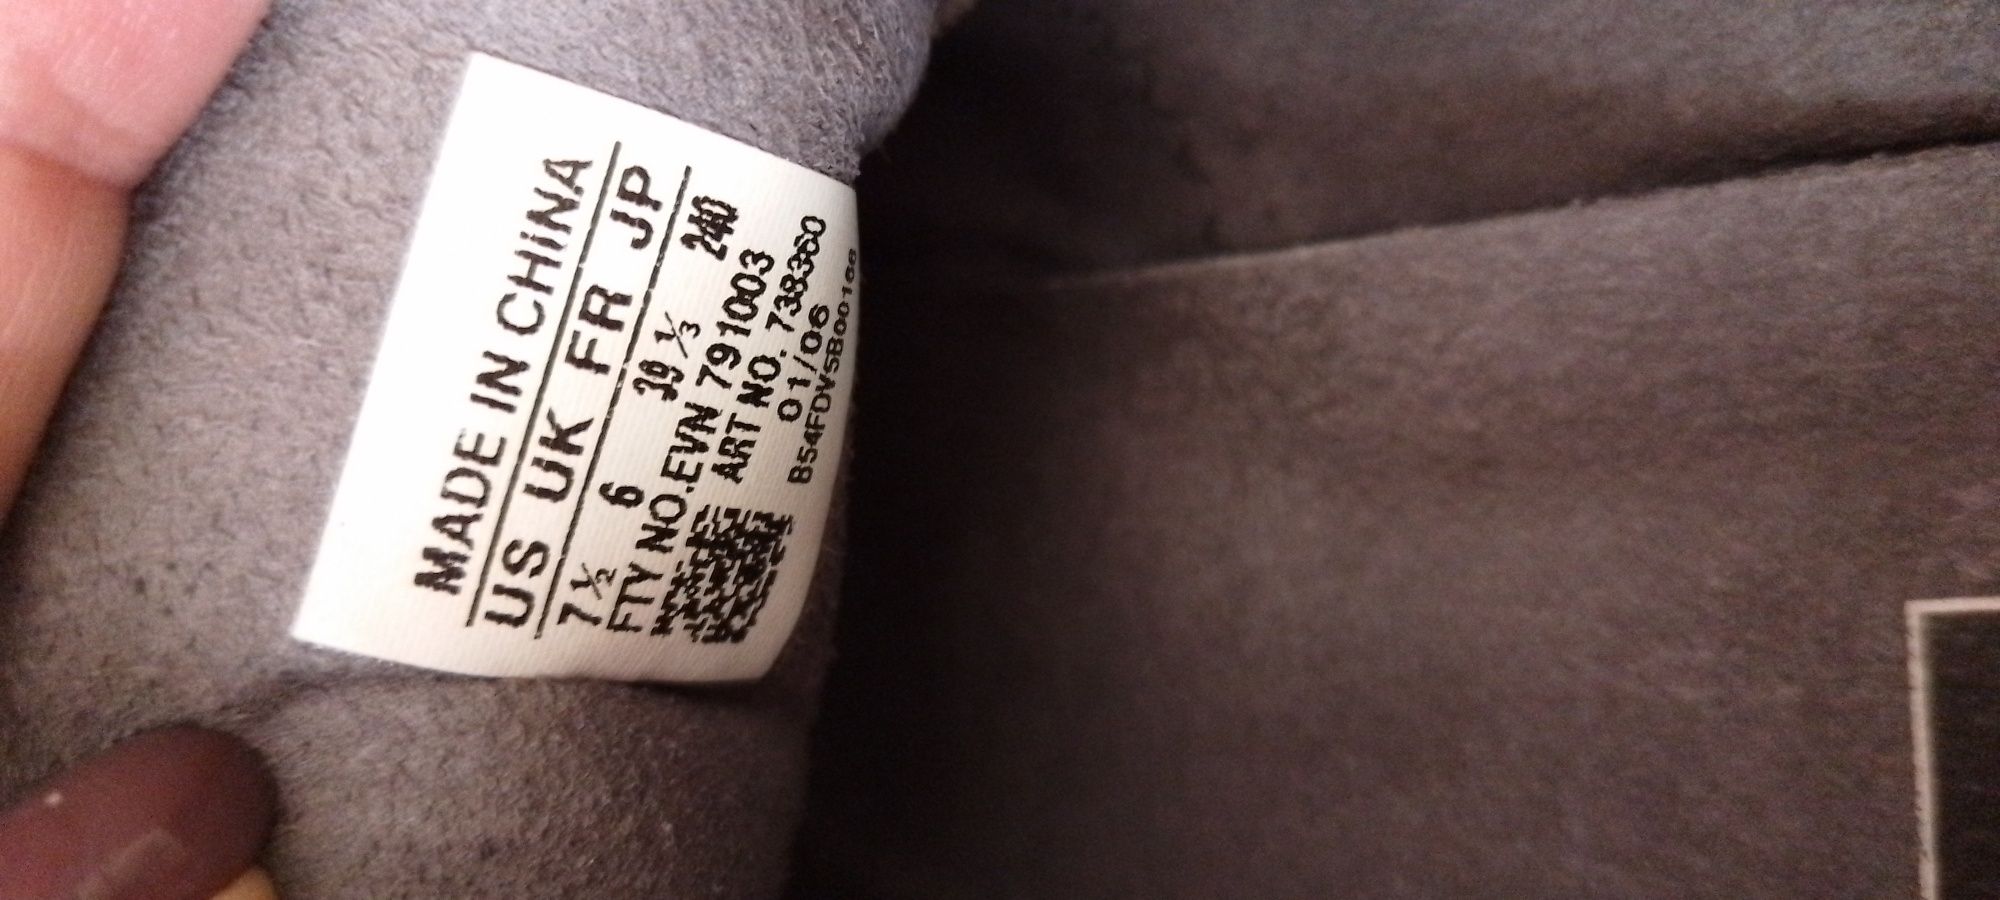 MADE IN CHINA
US UK FR JP
7½ 6 39⅓ 240
FTY NO.EVN 791003
ART NO. 738360
01/06
B54FDV5B00166